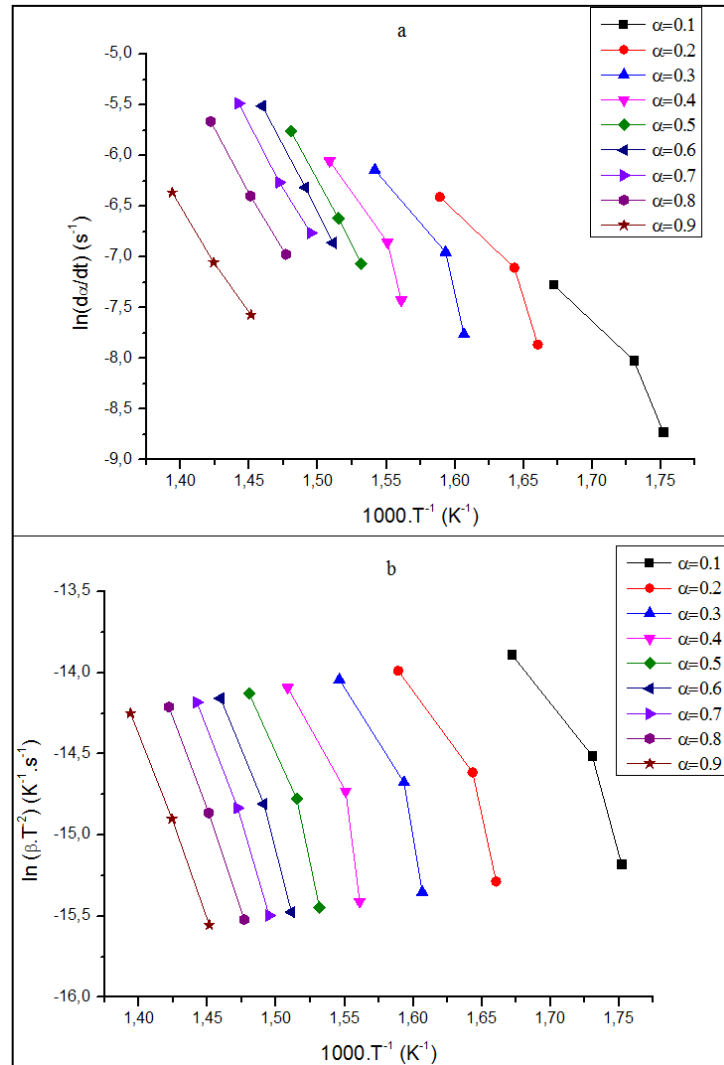 a
-5,0
-5,5
-6,0
-6,5
-7,0
-7,5
-8,0
-8,5
-9,0
ln(dα/dt) (s⁻¹)
1,40 1,45 1,50 1,55 1,60 1,65 1,70 1,75
1000.T⁻¹ (K⁻¹)
α=0.1
α=0.2
α=0.3
α=0.4
α=0.5
α=0.6
α=0.7
α=0.8
α=0.9
b
-13,5
-14,0
-14,5
-15,0
-15,5
-16,0
ln (β.T⁻²) (K⁻¹.s⁻¹)
1,40 1,45 1,50 1,55 1,60 1,65 1,70 1,75
1000.T⁻¹ (K⁻¹)
α=0.1
α=0.2
α=0.3
α=0.4
α=0.5
α=0.6
α=0.7
α=0.8
α=0.9